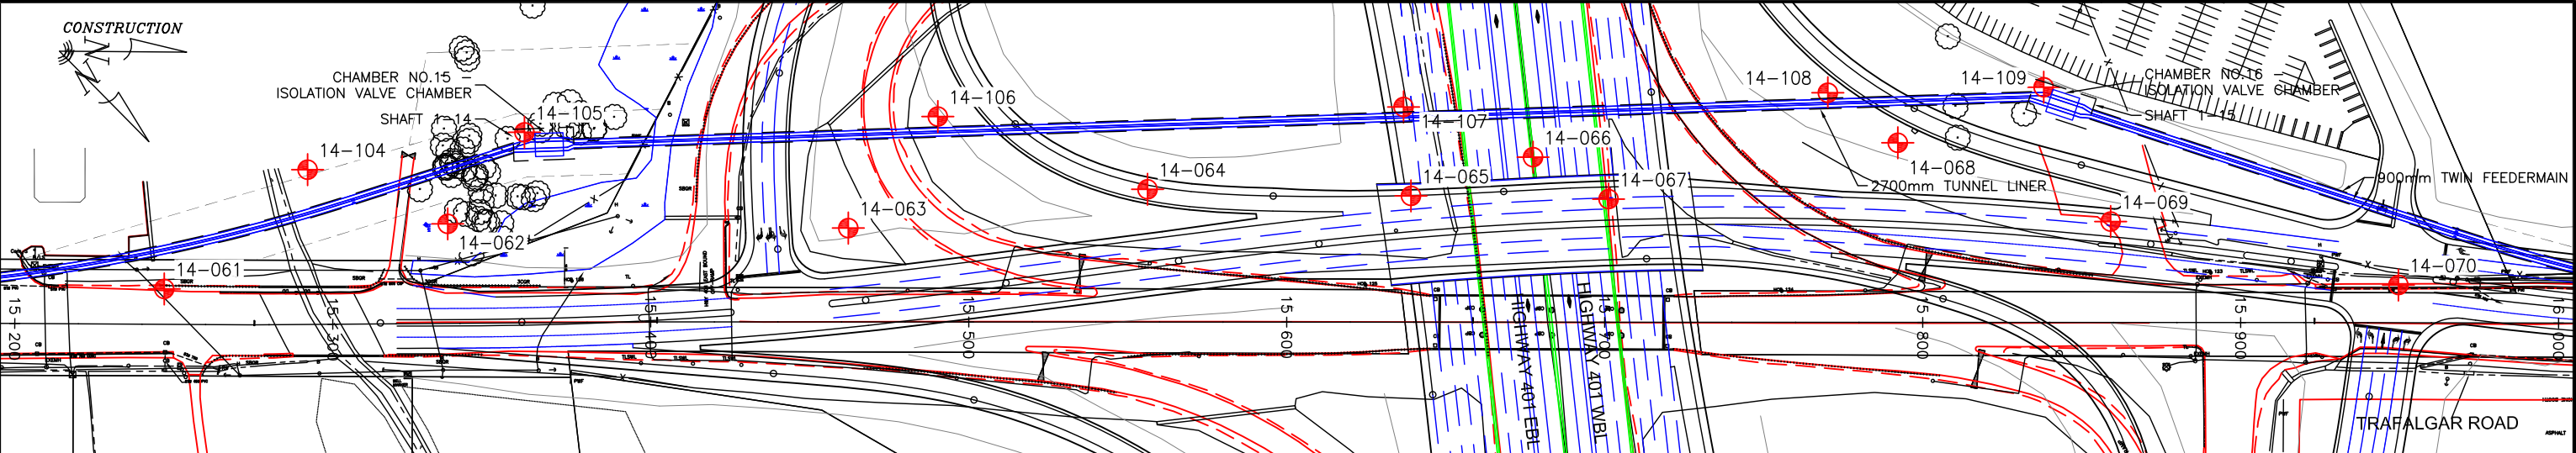 CONSTRUCTION
N
CHAMBER NO.15 –
ISOLATION VALVE CHAMBER
SHAFT 1-14
14-105
14-104
14-062
14-061
14-106
14-063
14-064
14-107
14-065
14-066
14-067
14-108
14-109
14-068
14-069
14-070
CHAMBER NO.16 –
ISOLATION VALVE CHAMBER
SHAFT 1-15
2700mm TUNNEL LINER
900mm TWIN FEEDERMAIN
15+200
15+300
15+400
15+500
15+600
15+700
15+800
15+900
16+000
HIGHWAY 401 EBL
HIGHWAY 401 WBL
TRAFALGAR ROAD
ASPHALT